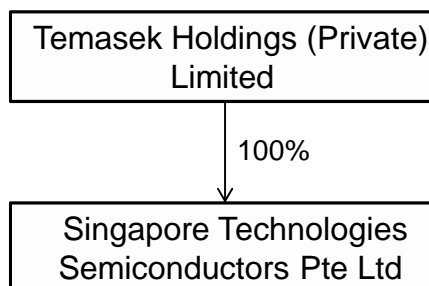 Temasek Holdings (Private)
Limited
100%
Singapore Technologies
Semiconductors Pte Ltd